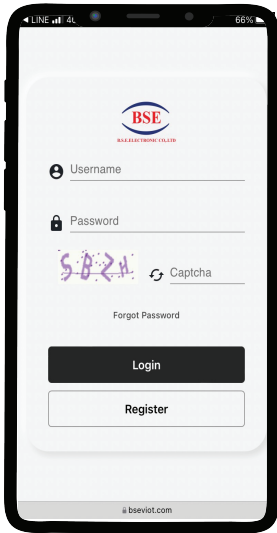 LINE 4G 66%
BSE
B.S.E.ELECTRONIC CO.,LTD
Username
Password
SBZH Captcha
Forgot Password
Login
Register
bseviot.com